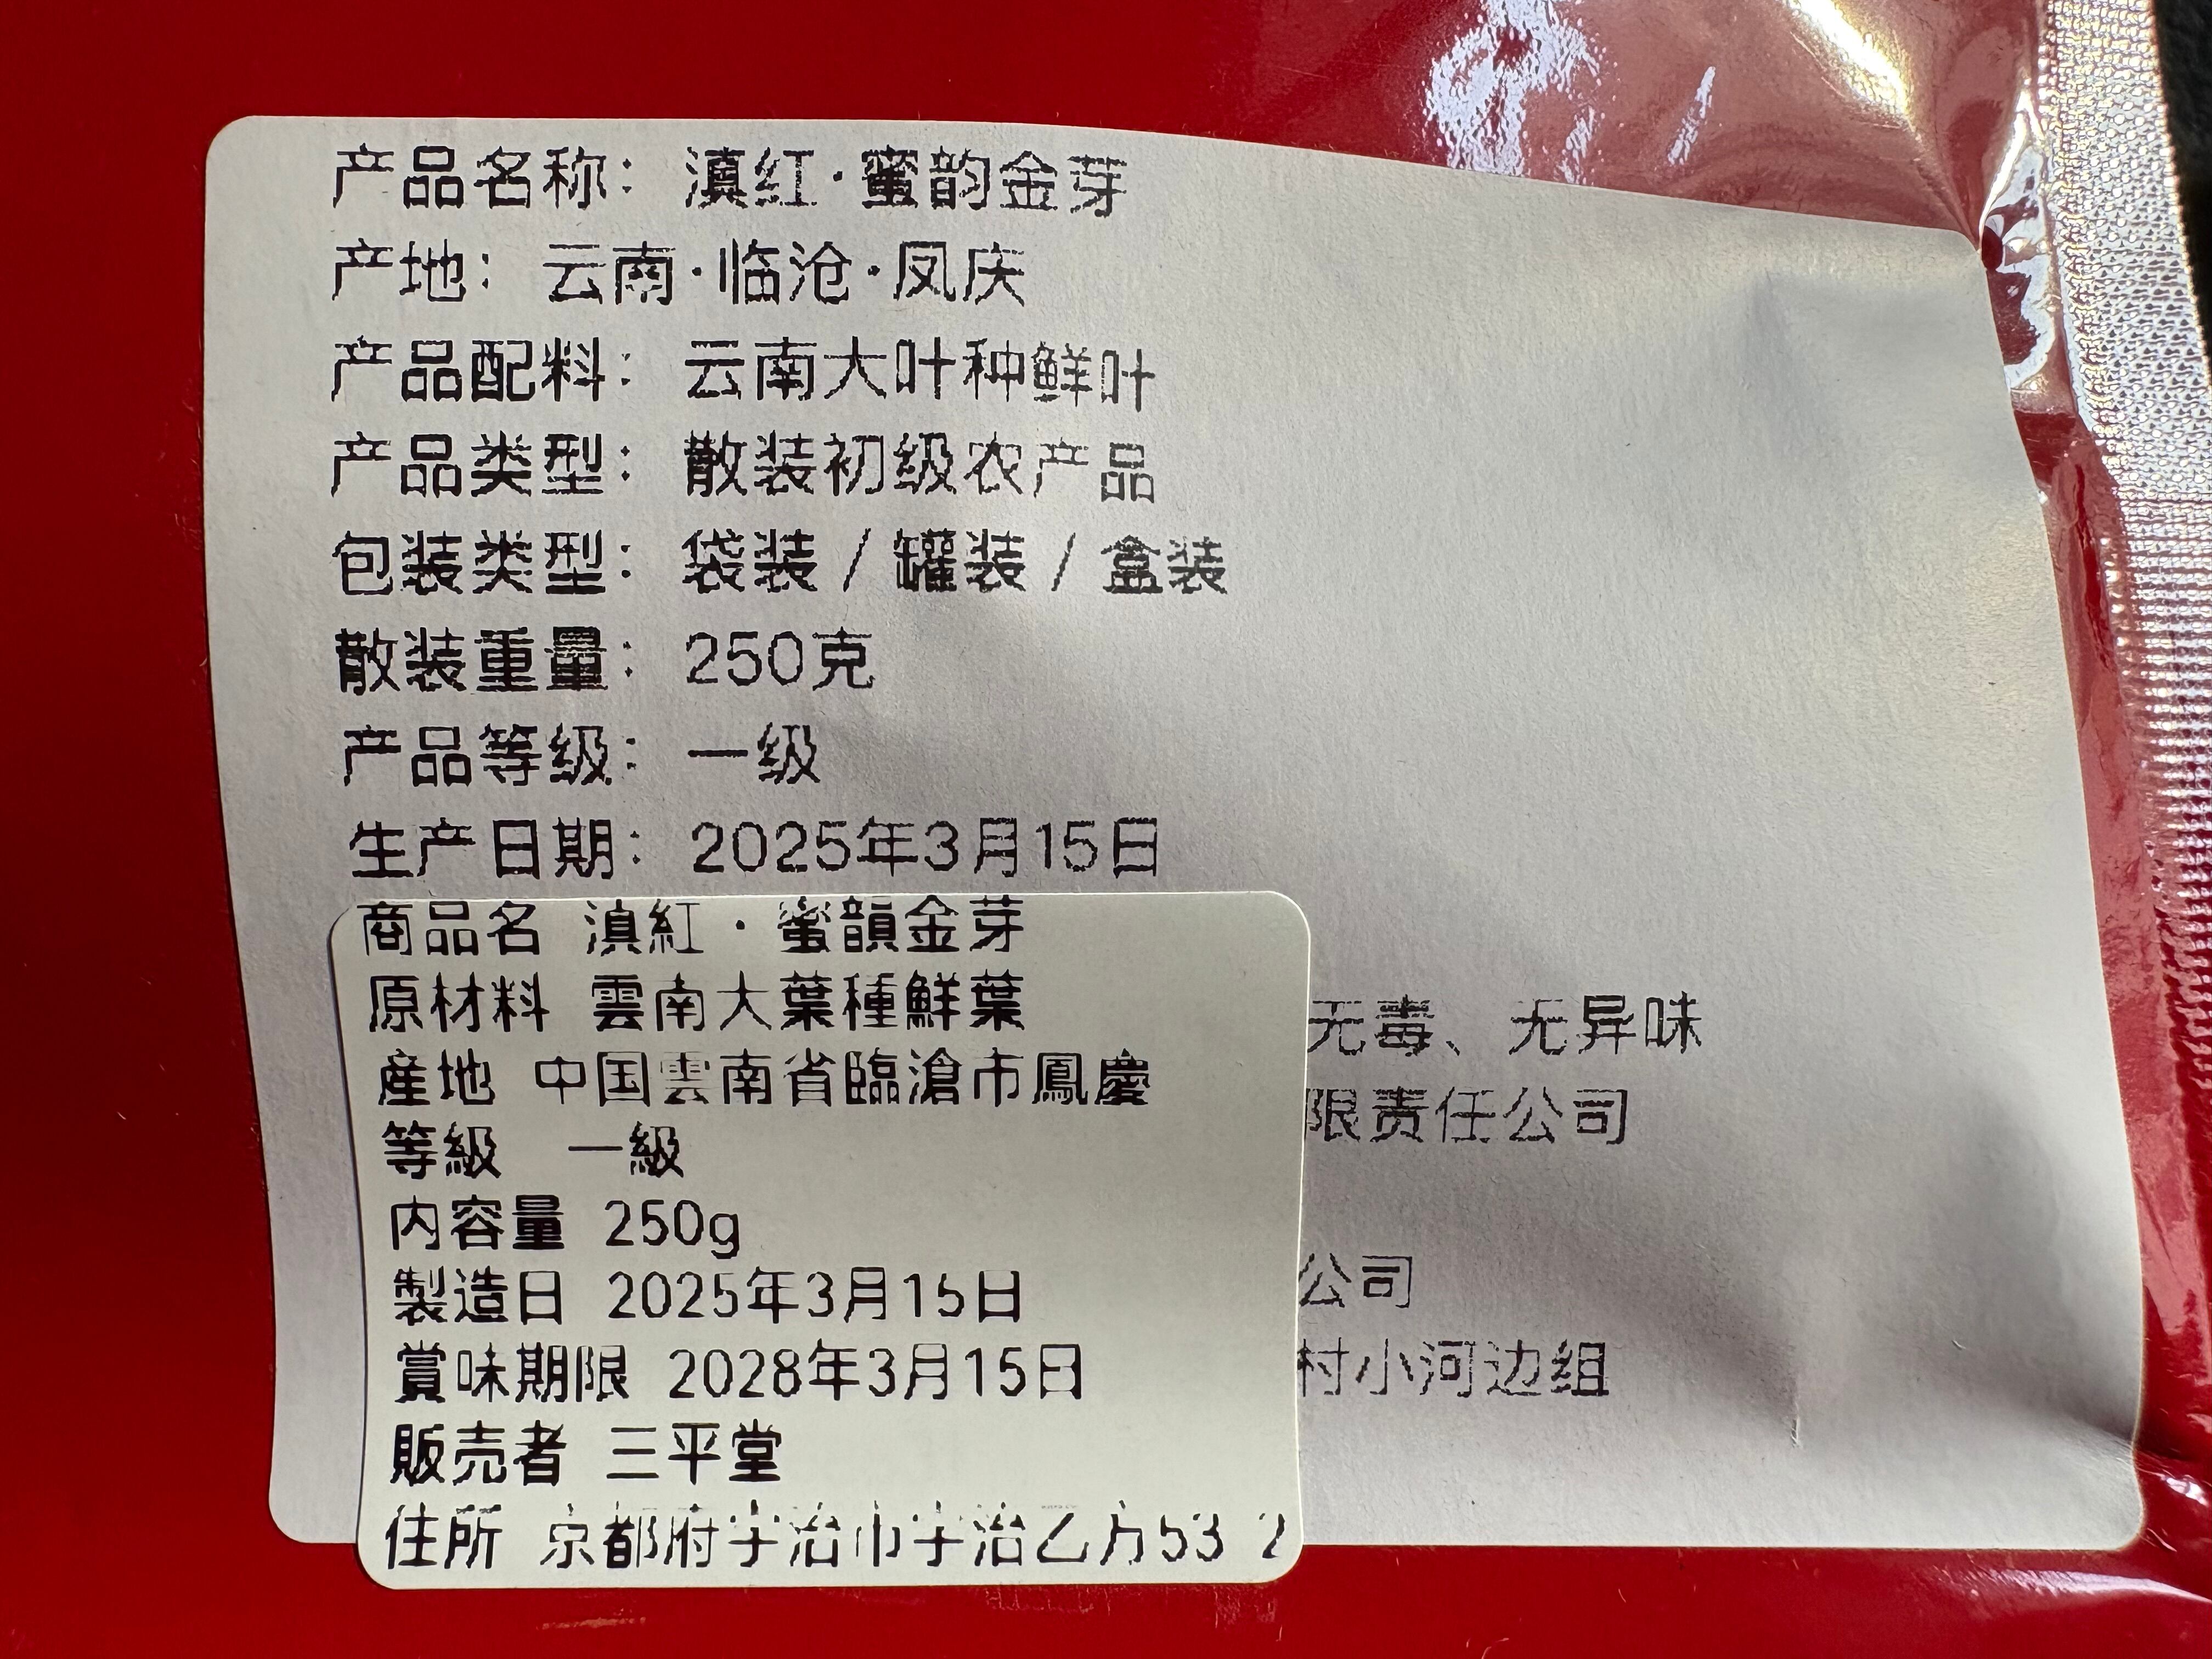 产品名称：滇红·蜜韵金芽
产地：云南·临沧·凤庆
产品配料：云南大叶种鲜叶
产品类型：散装初级农产品
包装类型：袋装/罐装/盒装
散装重量：250克
产品等级：一级
生产日期：2025年3月15日
无毒、无异味
限责任公司
公司
村小河边组
商品名 滇紅·蜜韻金芽
原材料 雲南大葉種鮮葉
産地 中国雲南省臨滄市鳳慶
等級 一級
内容量 250g
製造日 2025年3月15日
賞味期限 2028年3月15日
販売者 三平堂
住所 京都府宇治市宇治乙方53 2